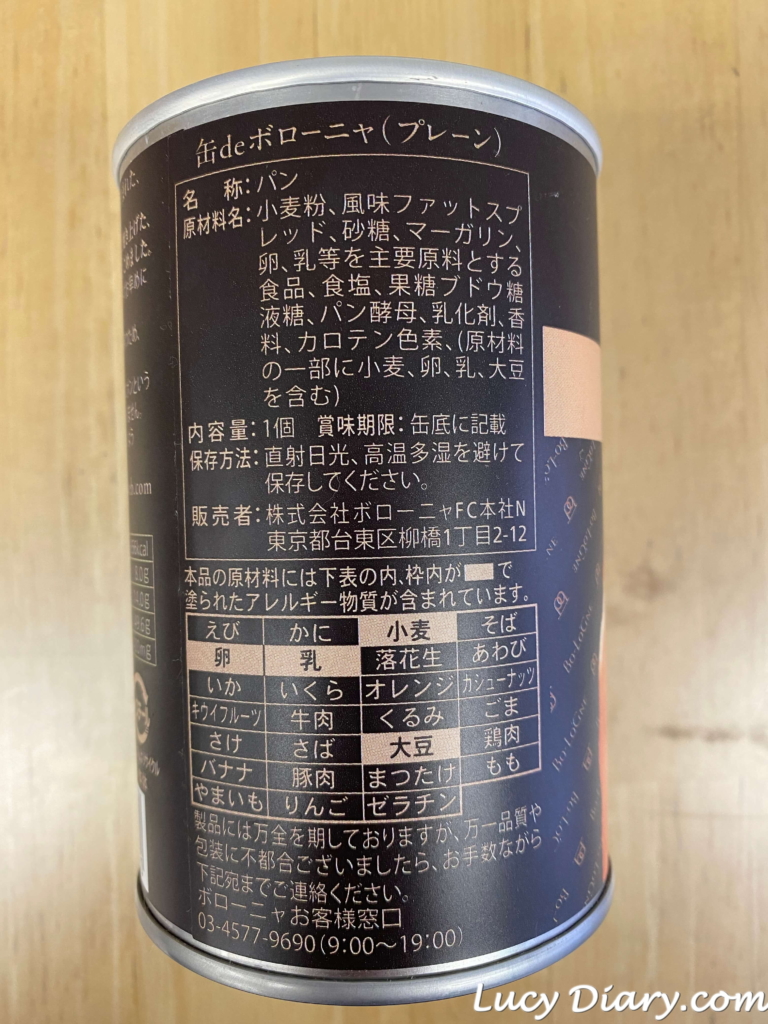 缶deボローニャ（プレーン）
名　称：パン
原材料名：小麦粉、風味ファットスプ
レッド、砂糖、マーガリン、
卵、乳等を主要原料とする
食品、食塩、果糖ブドウ糖
液糖、パン酵母、乳化剤、香
料、カロテン色素、(原材料
の一部に小麦、卵、乳、大豆
を含む)
内容量：1個　賞味期限：缶底に記載
保存方法：直射日光、高温多湿を避けて
保存してください。
販売者：株式会社ボローニャFC本社N
東京都台東区柳橋1丁目2-12
本品の原材料には下表の内、枠内が で
塗られたアレルギー物質が含まれています。
えび かに 小麦 そば
卵 乳 落花生 あわび
いか いくら オレンジ カシューナッツ
キウイフルーツ 牛肉 くるみ ごま
さけ さば 大豆 鶏肉
バナナ 豚肉 まつたけ もも
やまいも りんご ゼラチン
製品には万全を期しておりますが、万一品質や
包装に不都合ございましたら、お手数ながら
下記宛までご連絡ください。
ボローニャお客様窓口
03-4577-9690（9:00〜19:00）
Lucy Diary.com